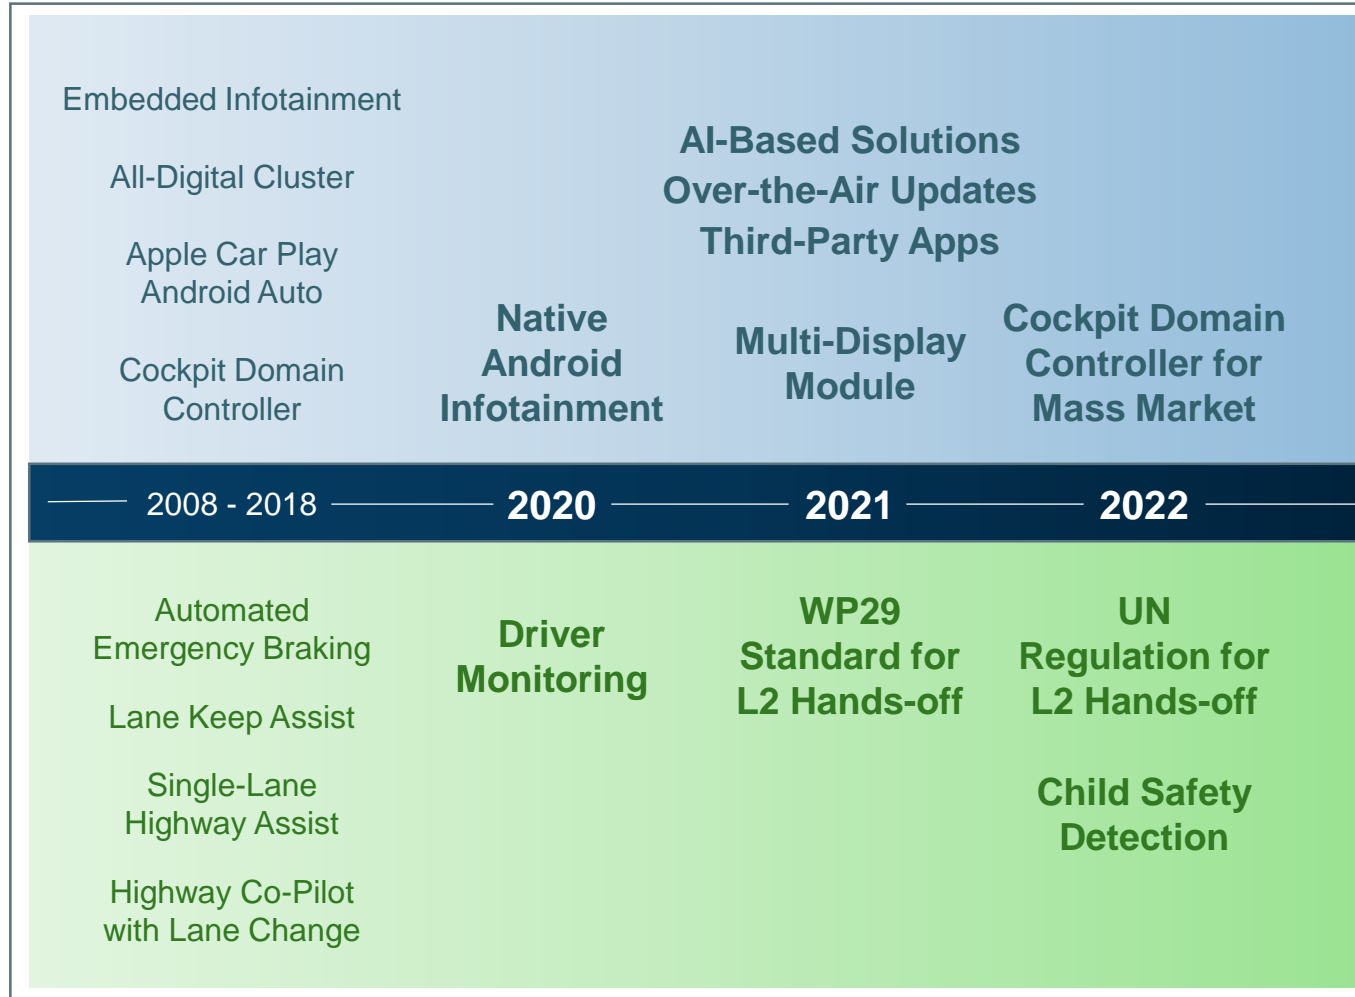 Embedded Infotainment
All-Digital Cluster
Apple Car Play
Android Auto
Cockpit Domain
Controller
Native
Android
Infotainment
AI-Based Solutions
Over-the-Air Updates
Third-Party Apps
Multi-Display
Module
Cockpit Domain
Controller for
Mass Market
2008 - 2018
2020
2021
2022
Automated
Emergency Braking
Lane Keep Assist
Single-Lane
Highway Assist
Highway Co-Pilot
with Lane Change
Driver
Monitoring
WP29
Standard for
L2 Hands-off
UN
Regulation for
L2 Hands-off
Child Safety
Detection